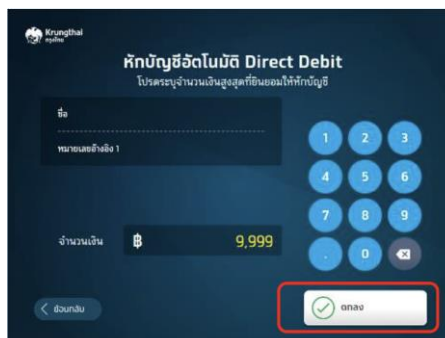 Krungthai
กรุงไทย
หักบัญชีอัตโนมัติ Direct Debit
โปรดระบุจำนวนเงินสูงสุดที่ยินยอมให้หักบัญชี
ชื่อ
หมายเลขอ้างอิง 1
1 2 3
4 5 6
7 8 9
จำนวนเงิน ฿ 9,999
. 0
ย้อนกลับ
ตกลง